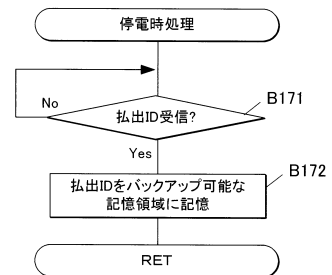 停電時処理
No
払出ID受信?
B171
Yes
払出IDをバックアップ可能な
記憶領域に記憶
B172
RET